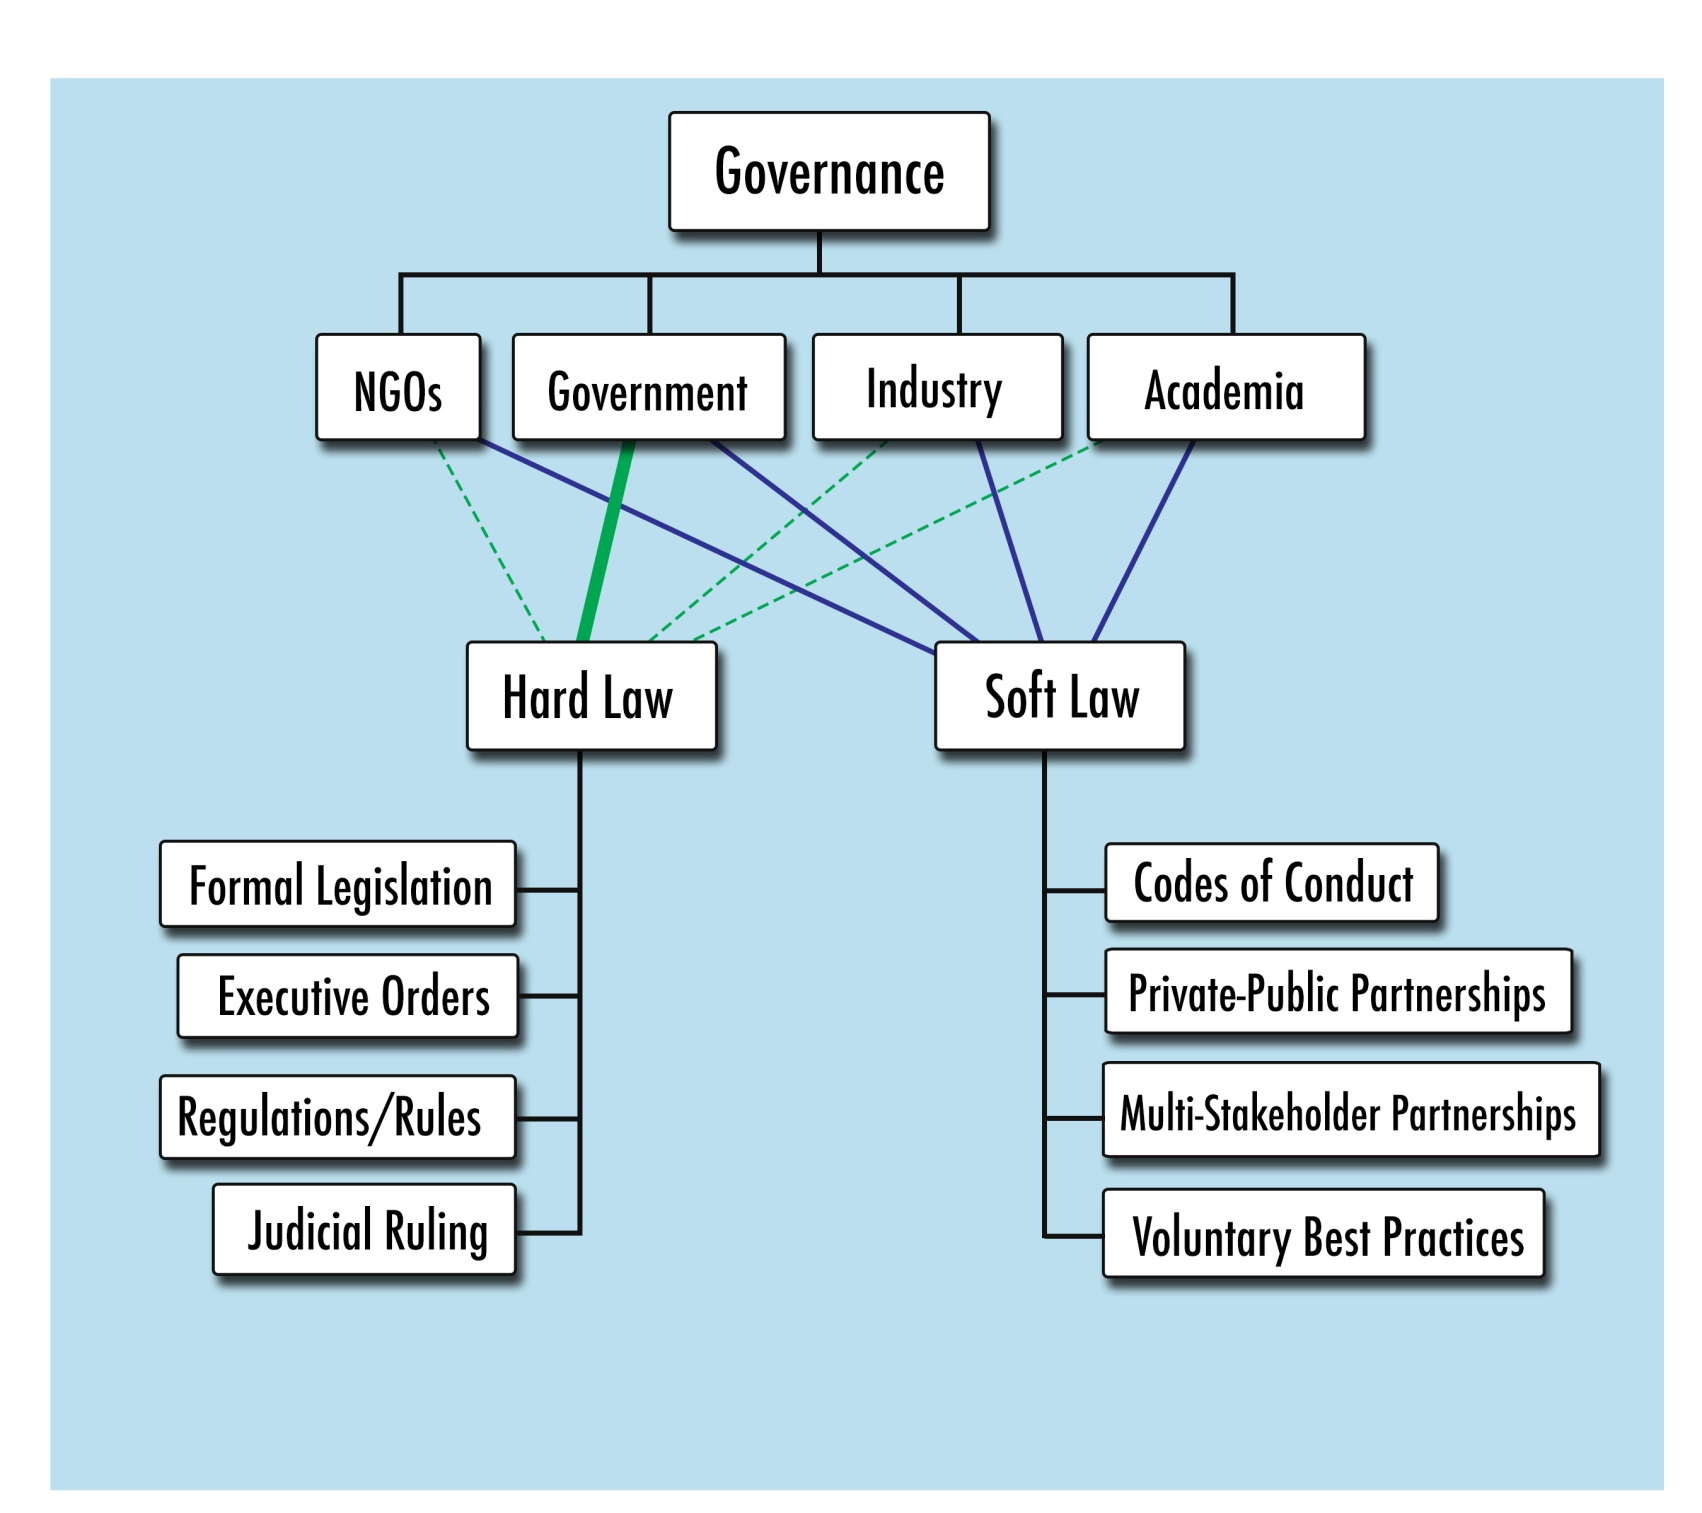 Governance
NGOs
Government
Industry
Academia
Hard Law
Soft Law
Formal Legislation
Executive Orders
Regulations/Rules
Judicial Ruling
Codes of Conduct
Private-Public Partnerships
Multi-Stakeholder Partnerships
Voluntary Best Practices